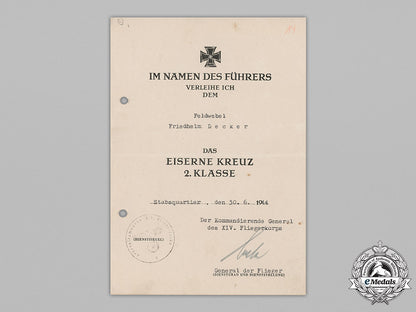 IM NAMEN DES FÜHRERS
VERLEIHE ICH
DEM
Feldwebel
Friedhelm Decker
DAS
EISERNE KREUZ
2. KLASSE
Stabsquartier, den 30. 6. 1944
Der Kommandierende General
des XIV. Fliegerkorps
(DIENSTSIEGEL)
General der Flieger
(DIENSTGRAD UND DIENSTSTELLUNG)
eMedals